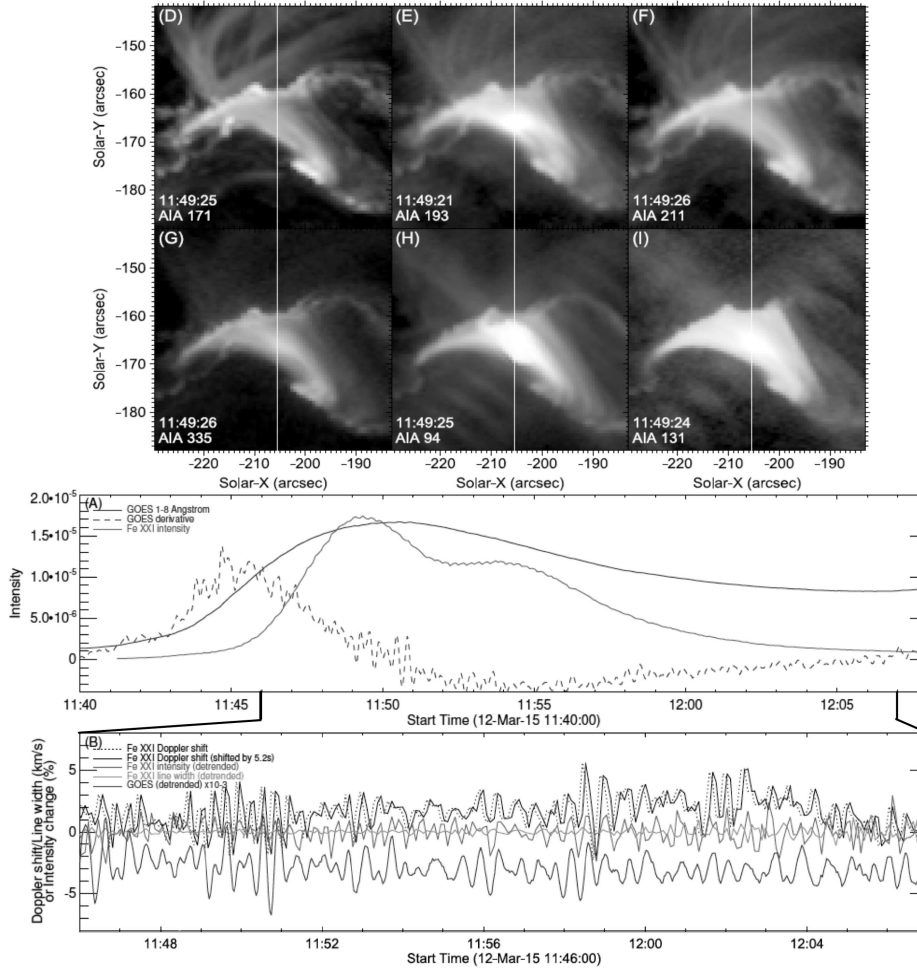 (D) (E) (F)
−150
−160
−170
−180
Solar-Y (arcsec)
11:49:25 11:49:21 11:49:26
AIA 171 AIA 193 AIA 211
(G) (H) (I)
−150
−160
−170
−180
Solar-Y (arcsec)
11:49:26 11:49:25 11:49:24
AIA 335 AIA 94 AIA 131
−220 −210 −200 −190 −220 −210 −200 −190 −220 −210 −200 −190
Solar-X (arcsec) Solar-X (arcsec) Solar-X (arcsec)
(A)
GOES 1-8 Angstrom
GOES derivative
Fe XXI intensity
2.0•10⁻⁵
1.5•10⁻⁵
1.0•10⁻⁵
5.0•10⁻⁶
0
Intensity
11:40 11:45 11:50 11:55 12:00 12:05
Start Time (12-Mar-15 11:40:00)
(B)
Fe XXI Doppler shift
Fe XXI Doppler shift (shifted by 5.2s)
Fe XXI intensity (detrended)
Fe XXI line width (detrended)
GOES (detrended) x10-3
5
0
-5
Doppler shift/Line width (km/s)
or Intensity change (%)
11:48 11:52 11:56 12:00 12:04
Start Time (12-Mar-15 11:46:00)